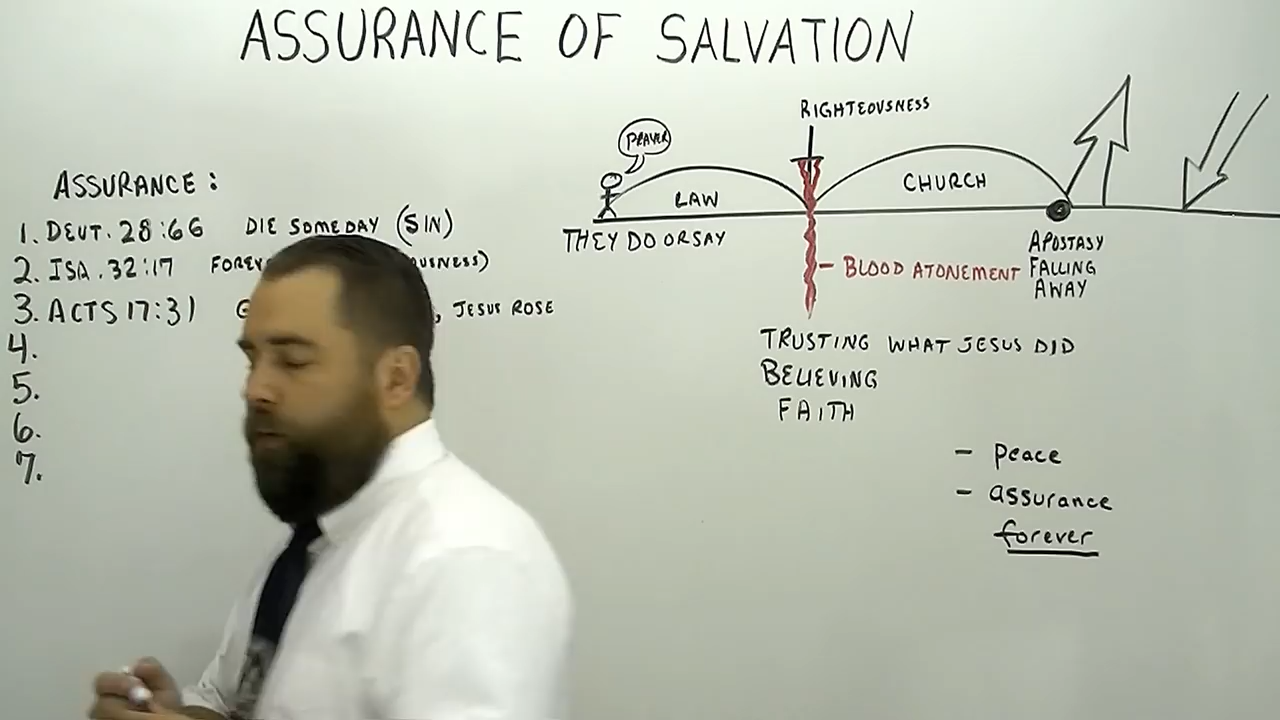 ASSURANCE OF SALVATION
ASSURANCE:
1. DEUT. 28:66 DIE SOMEDAY (SIN)
2. ISA. 32:17
3. ACTS 17:31 JESUS ROSE
4.
5.
6.
7.
RIGHTEOUSNESS
PRAYER
LAW
CHURCH
THEY DO OR SAY
BLOOD ATONEMENT
APOSTASY
FALLING
AWAY
TRUSTING WHAT JESUS DID
BELIEVING
FAITH
- peace
- assurance
forever